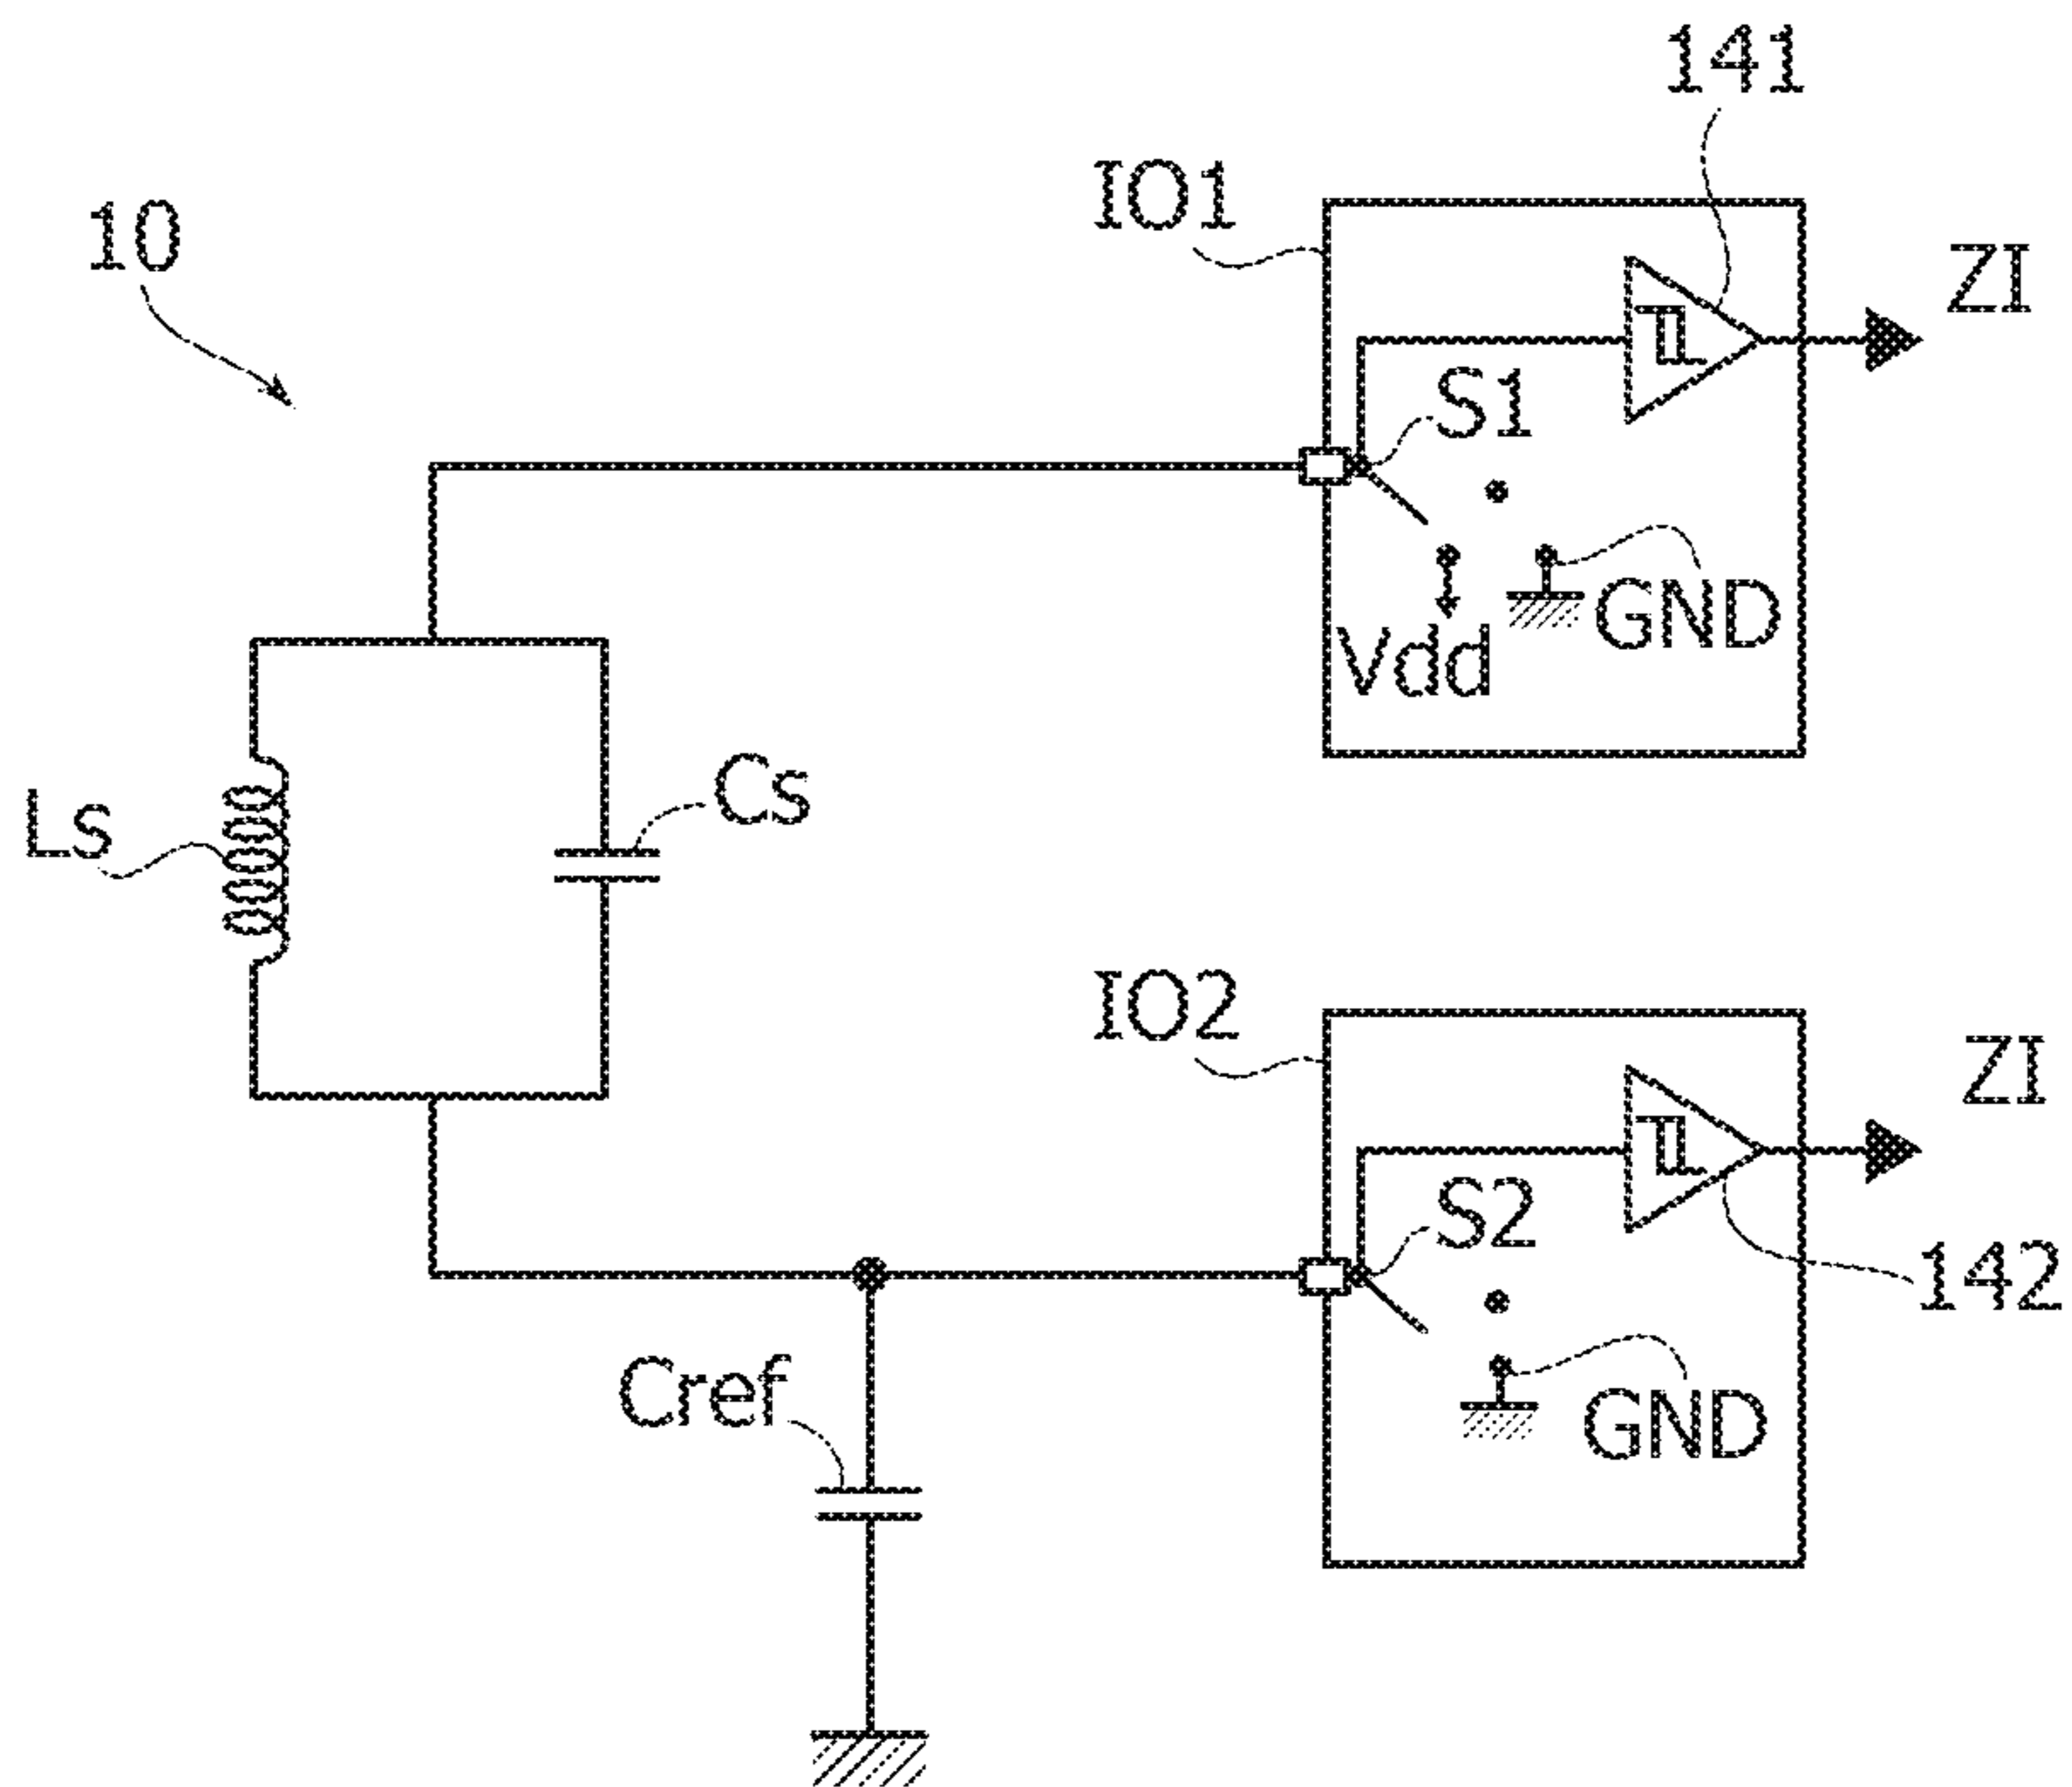 141
IO1
10
ZI
S1
GND
Vdd
Cs
Ls
IO2
ZI
S2
142
Cref
GND